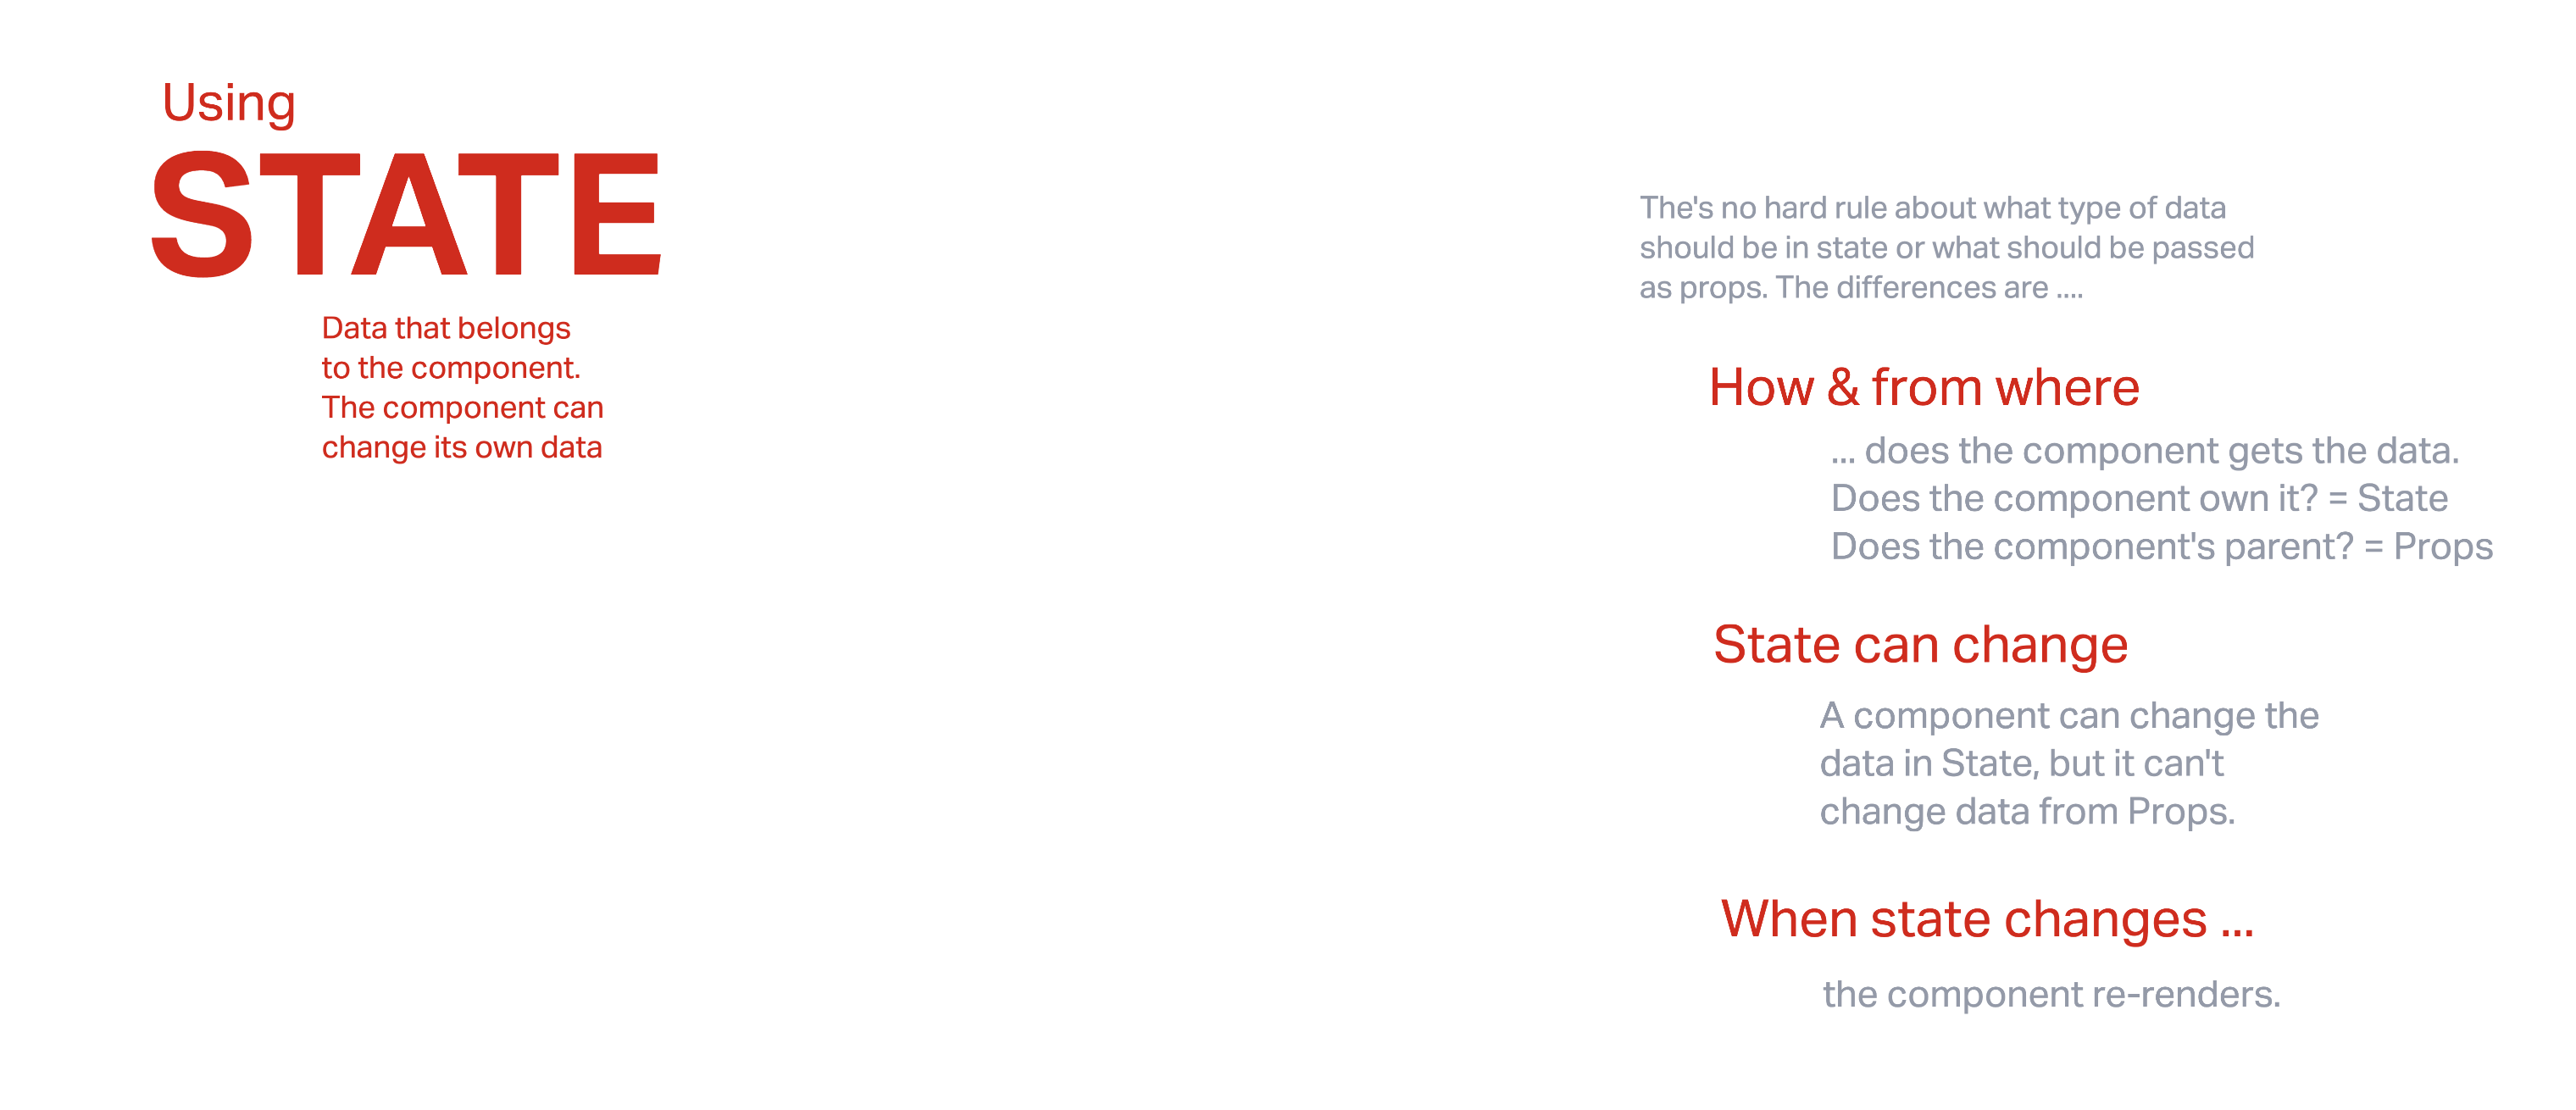 Using
STATE
Data that belongs
to the component.
The component can
change its own data
The's no hard rule about what type of data
should be in state or what should be passed
as props. The differences are ....
How & from where
... does the component gets the data.
Does the component own it? = State
Does the component's parent? = Props
State can change
A component can change the
data in State, but it can't
change data from Props.
When state changes ...
the component re-renders.